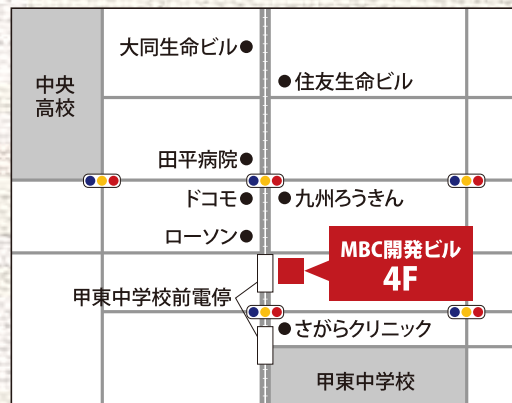 大同生命ビル
住友生命ビル
中央
高校
田平病院
ドコモ
九州ろうきん
ローソン
MBC開発ビル
4F
甲東中学校前電停
さがらクリニック
甲東中学校